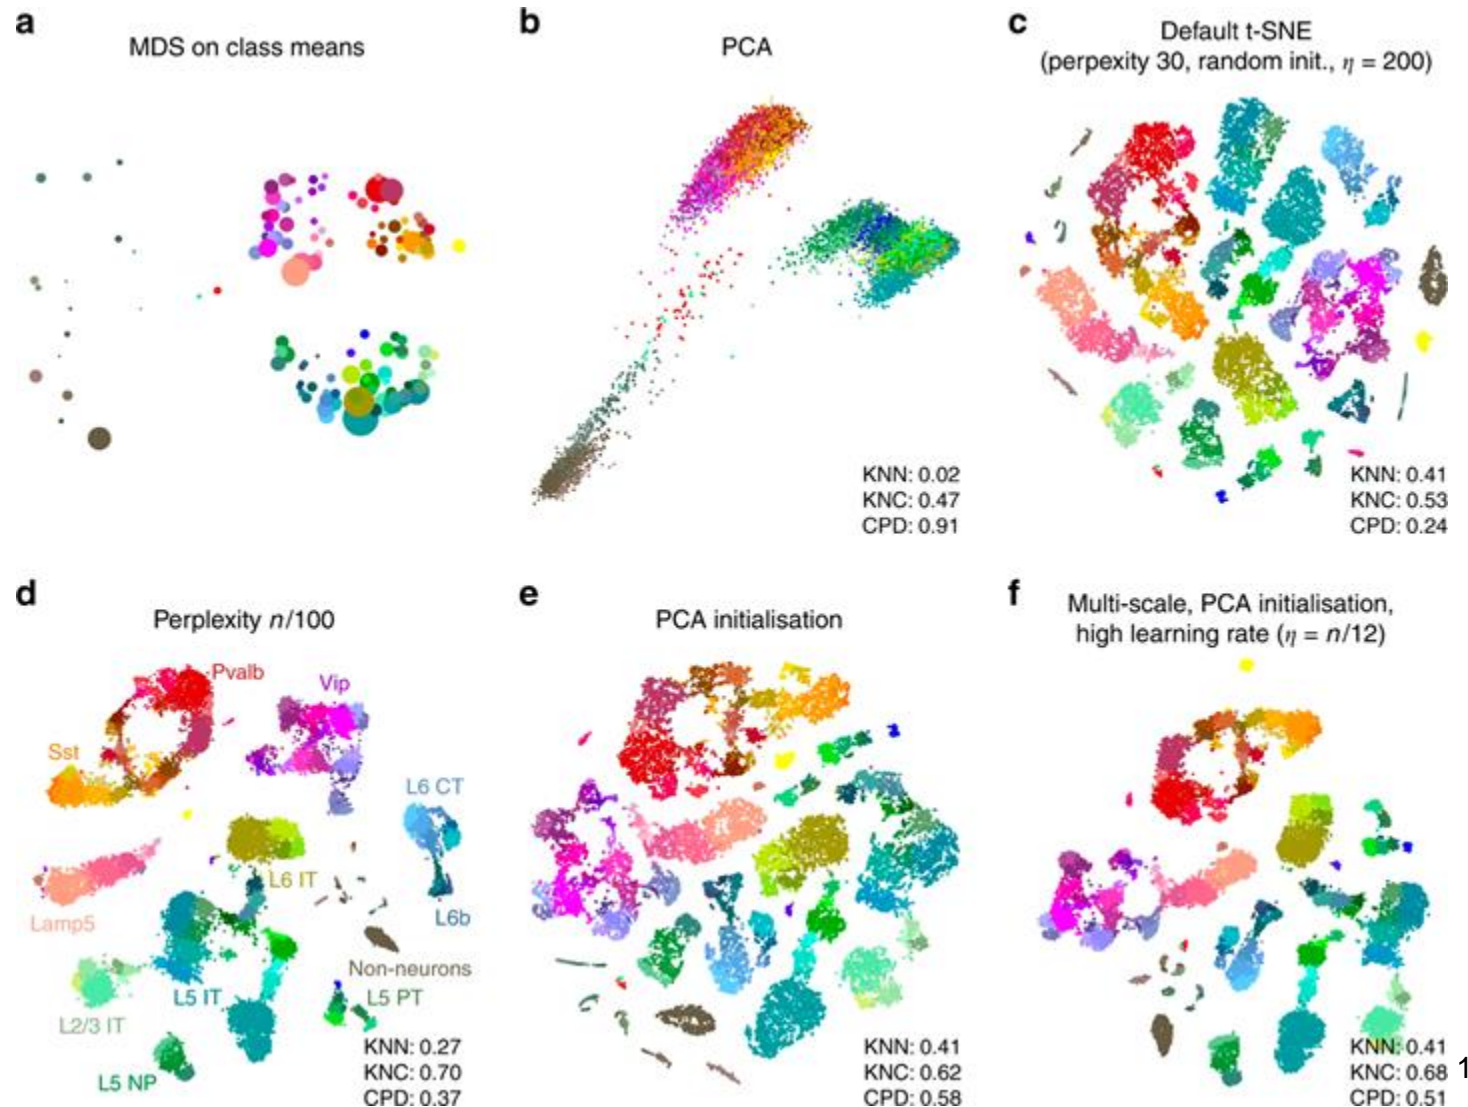 a
MDS on class means
b
PCA
KNN: 0.02
KNC: 0.47
CPD: 0.91
c
Default t-SNE
(perpexity 30, random init., η = 200)
KNN: 0.41
KNC: 0.53
CPD: 0.24
d
Perplexity n/100
Pvalb
Vip
Sst
L6 CT
L6 IT
L6b
Lamp5
Non-neurons
L5 IT
L5 PT
L2/3 IT
L5 NP
KNN: 0.27
KNC: 0.70
CPD: 0.37
e
PCA initialisation
KNN: 0.41
KNC: 0.62
CPD: 0.58
f
Multi-scale, PCA initialisation,
high learning rate (η = n/12)
KNN: 0.41
KNC: 0.68
CPD: 0.51
1